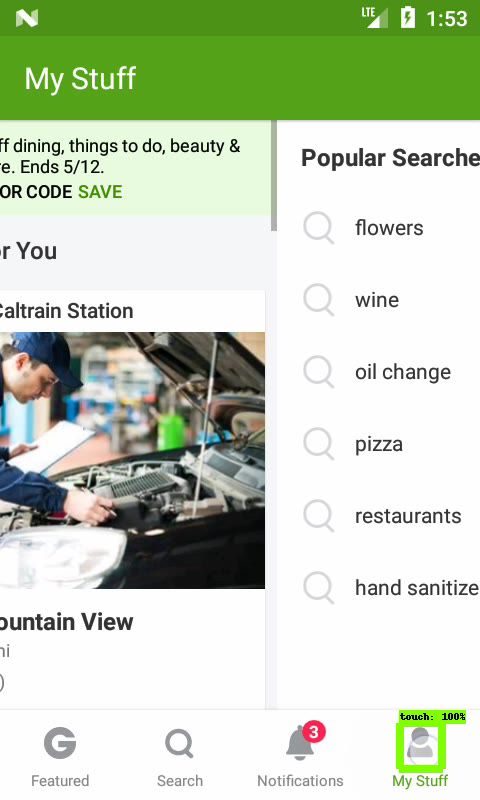 LTE 1:53
My Stuff
ff dining, things to do, beauty &
re. Ends 5/12.
OR CODE SAVE
or You
Caltrain Station
ountain View
ni
)
Popular Searche
flowers
wine
oil change
pizza
restaurants
hand sanitize
touch: 100%
3
Featured
Search
Notifications
My Stuff